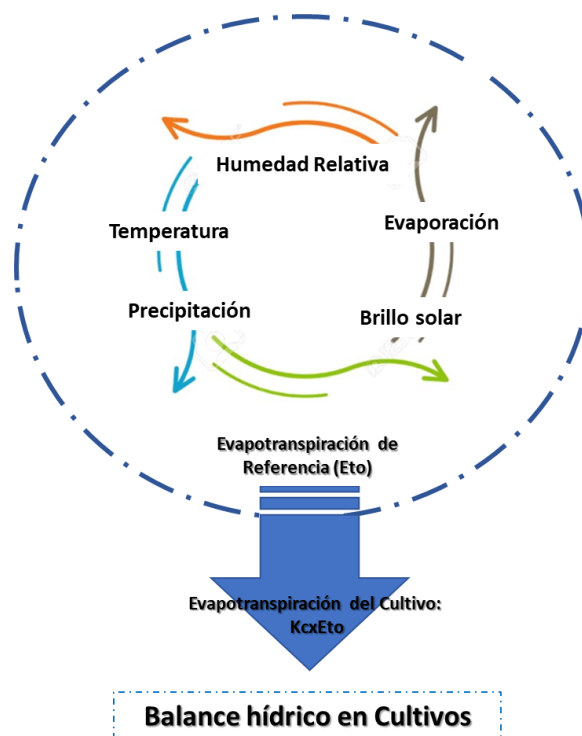 Humedad Relativa
Temperatura
Evaporación
Precipitación
Brillo solar
Evapotranspiración de
Referencia (Eto)
Evapotranspiración del Cultivo:
KcxEto
Balance hídrico en Cultivos